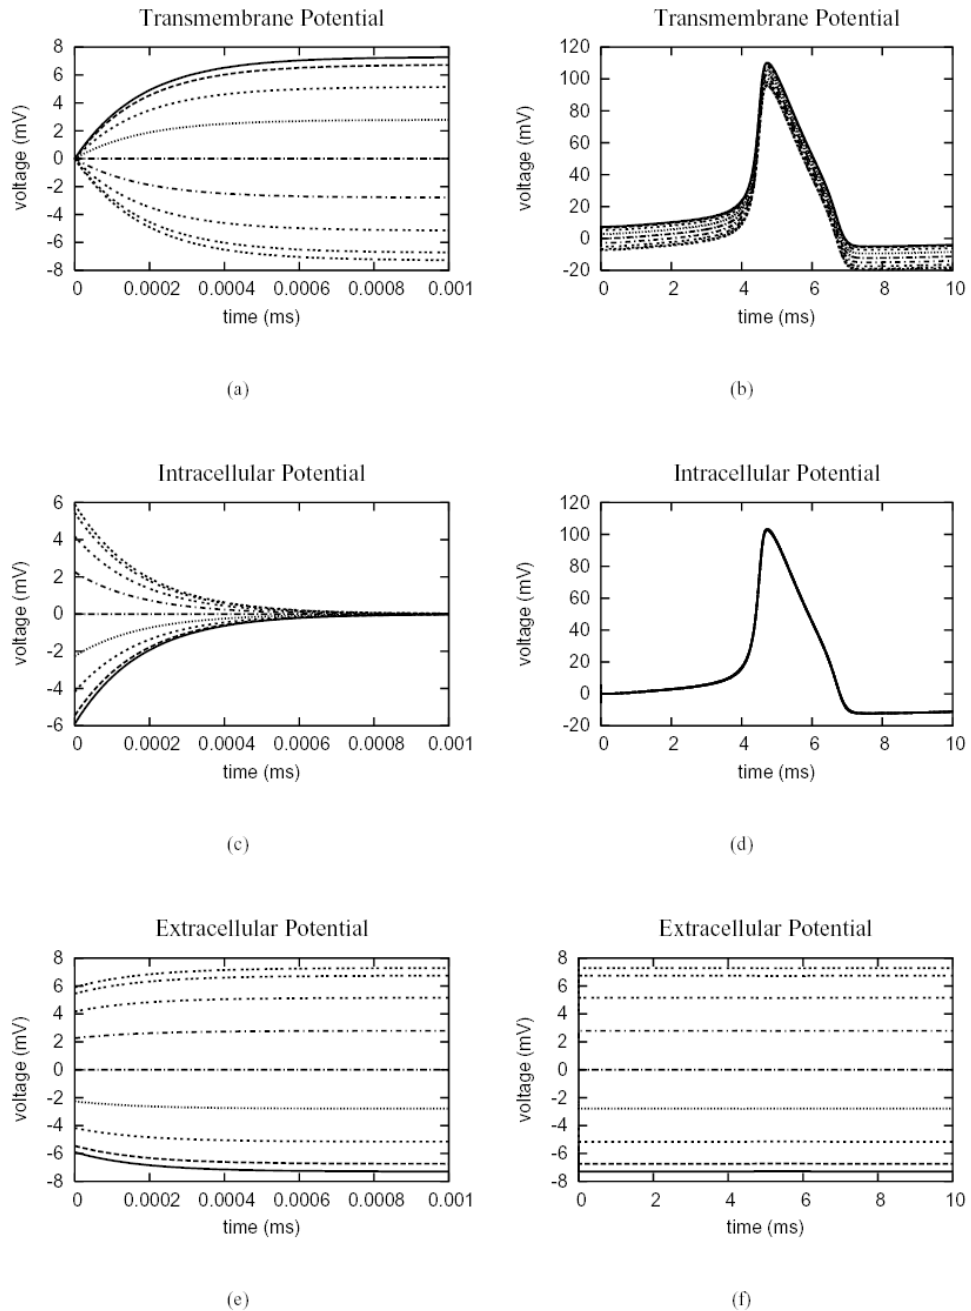 Transmembrane Potential
8
6
4
2
0
-2
-4
-6
-8
voltage (mV)
0 0.0002 0.0004 0.0006 0.0008 0.001
time (ms)
(a)
Transmembrane Potential
120
100
80
60
40
20
0
-20
voltage (mV)
0 2 4 6 8 10
time (ms)
(b)
Intracellular Potential
6
4
2
0
-2
-4
-6
voltage (mV)
0 0.0002 0.0004 0.0006 0.0008 0.001
time (ms)
(c)
Intracellular Potential
120
100
80
60
40
20
0
-20
voltage (mV)
0 2 4 6 8 10
time (ms)
(d)
Extracellular Potential
8
6
4
2
0
-2
-4
-6
-8
voltage (mV)
0 0.0002 0.0004 0.0006 0.0008 0.001
time (ms)
(e)
Extracellular Potential
8
6
4
2
0
-2
-4
-6
-8
voltage (mV)
0 2 4 6 8 10
time (ms)
(f)